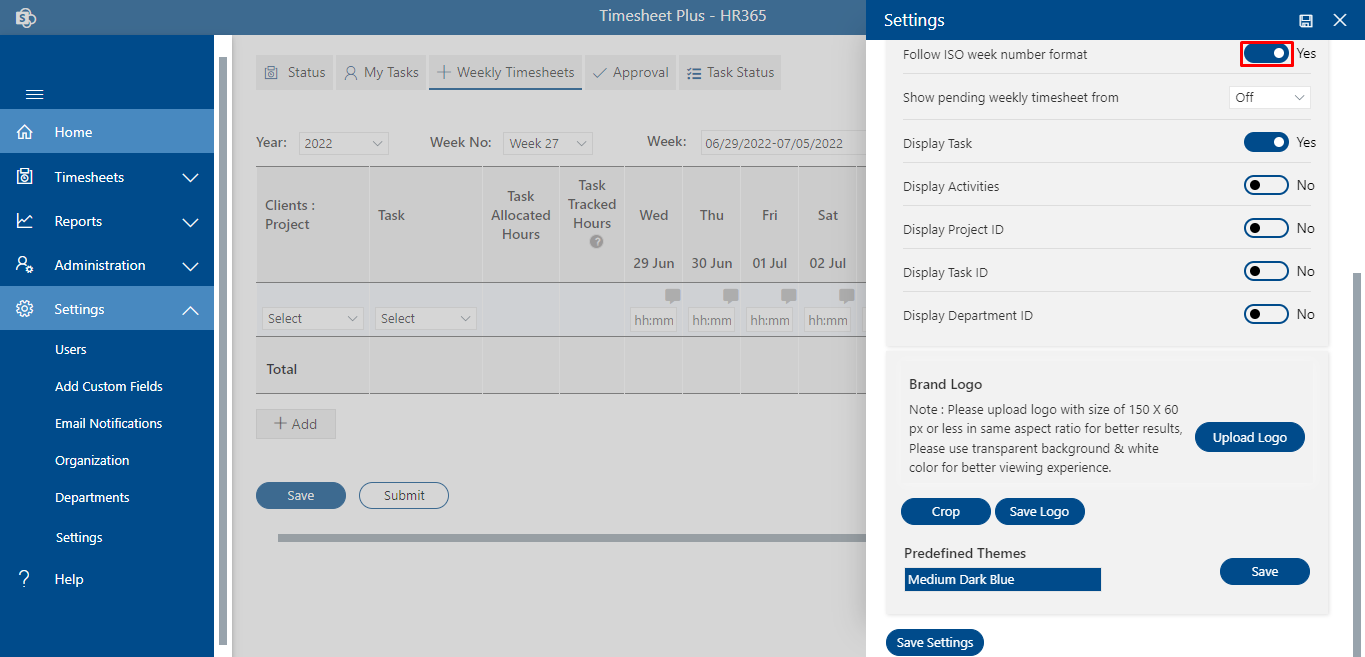 Timesheet Plus - HR365
Home
Timesheets
Reports
Administration
Settings
Users
Add Custom Fields
Email Notifications
Organization
Departments
Settings
? Help
Status
My Tasks
Weekly Timesheets
Approval
Task Status
Year: 2022
Week No: Week 27
Week: 06/29/2022-07/05/2022
Clients :
Project
Task
Task
Allocated
Hours
Task
Tracked
Hours
?
Wed
29 Jun
Thu
30 Jun
Fri
01 Jul
Sat
02 Jul
Select
Select
hh:mm
hh:mm
hh:mm
hh:mm
Total
+ Add
Save
Submit
Settings
Follow ISO week number format Yes
Show pending weekly timesheet from Off
Display Task Yes
Display Activities No
Display Project ID No
Display Task ID No
Display Department ID No
Brand Logo
Note : Please upload logo with size of 150 X 60
px or less in same aspect ratio for better results,
Please use transparent background & white
color for better viewing experience.
Upload Logo
Crop
Save Logo
Predefined Themes
Medium Dark Blue
Save
Save Settings